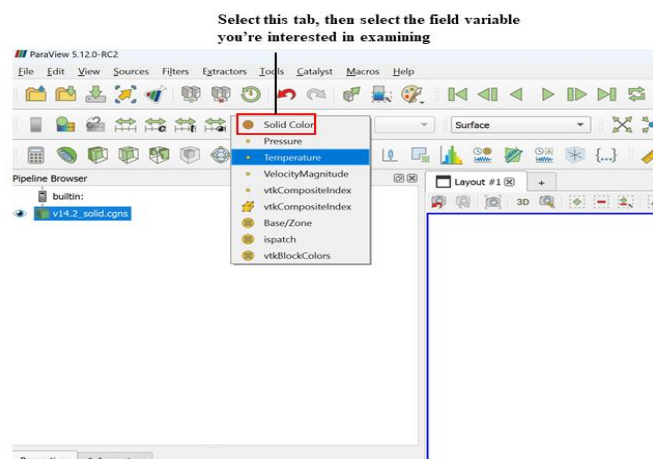 Select this tab, then select the field variable
you're interested in examining
ParaView 5.12.0-RC2
File Edit View Sources Filters Extractors Tools Catalyst Macros Help
Solid Color
Surface
Pressure
Temperature
VelocityMagnitude
vtkCompositeIndex
vtkCompositeIndex
Base/Zone
ispatch
vtkBlockColors
{...}
Pipeline Browser
Layout #1
+
builtin:
3D
v14.2_solid.cgns